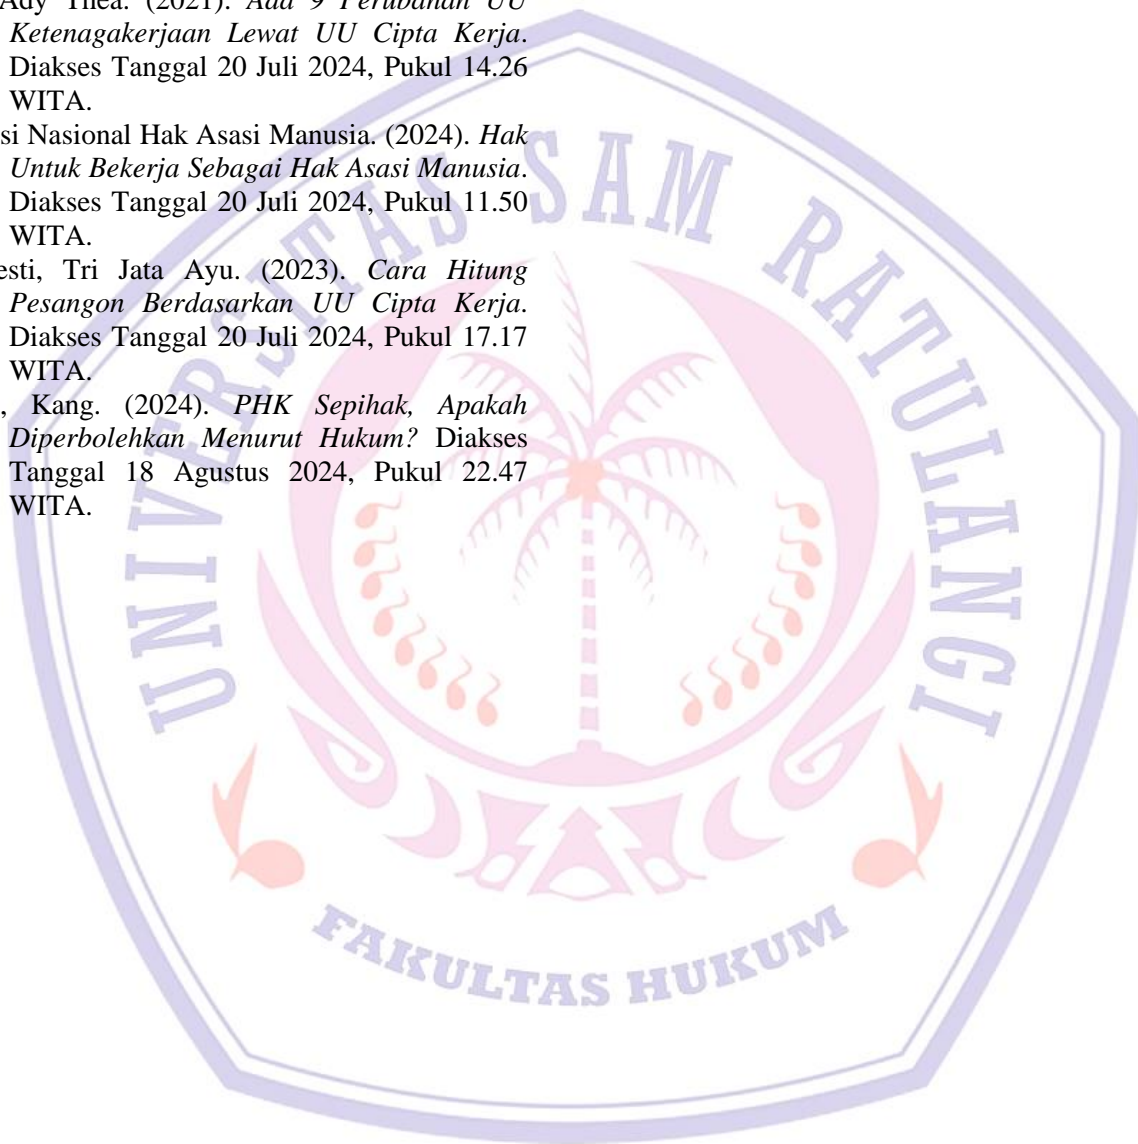 Ady Thea. (2021). Ada 9 Perubahan UU
Ketenagakerjaan Lewat UU Cipta Kerja.
Diakses Tanggal 20 Juli 2024, Pukul 14.26
WITA.
si Nasional Hak Asasi Manusia. (2024). Hak
Untuk Bekerja Sebagai Hak Asasi Manusia.
Diakses Tanggal 20 Juli 2024, Pukul 11.50
WITA.
esti, Tri Jata Ayu. (2023). Cara Hitung
Pesangon Berdasarkan UU Cipta Kerja.
Diakses Tanggal 20 Juli 2024, Pukul 17.17
WITA.
, Kang. (2024). PHK Sepihak, Apakah
Diperbolehkan Menurut Hukum? Diakses
Tanggal 18 Agustus 2024, Pukul 22.47
WITA.
UNIVERSITAS SAM RATULANGI
FAKULTAS HUKUM